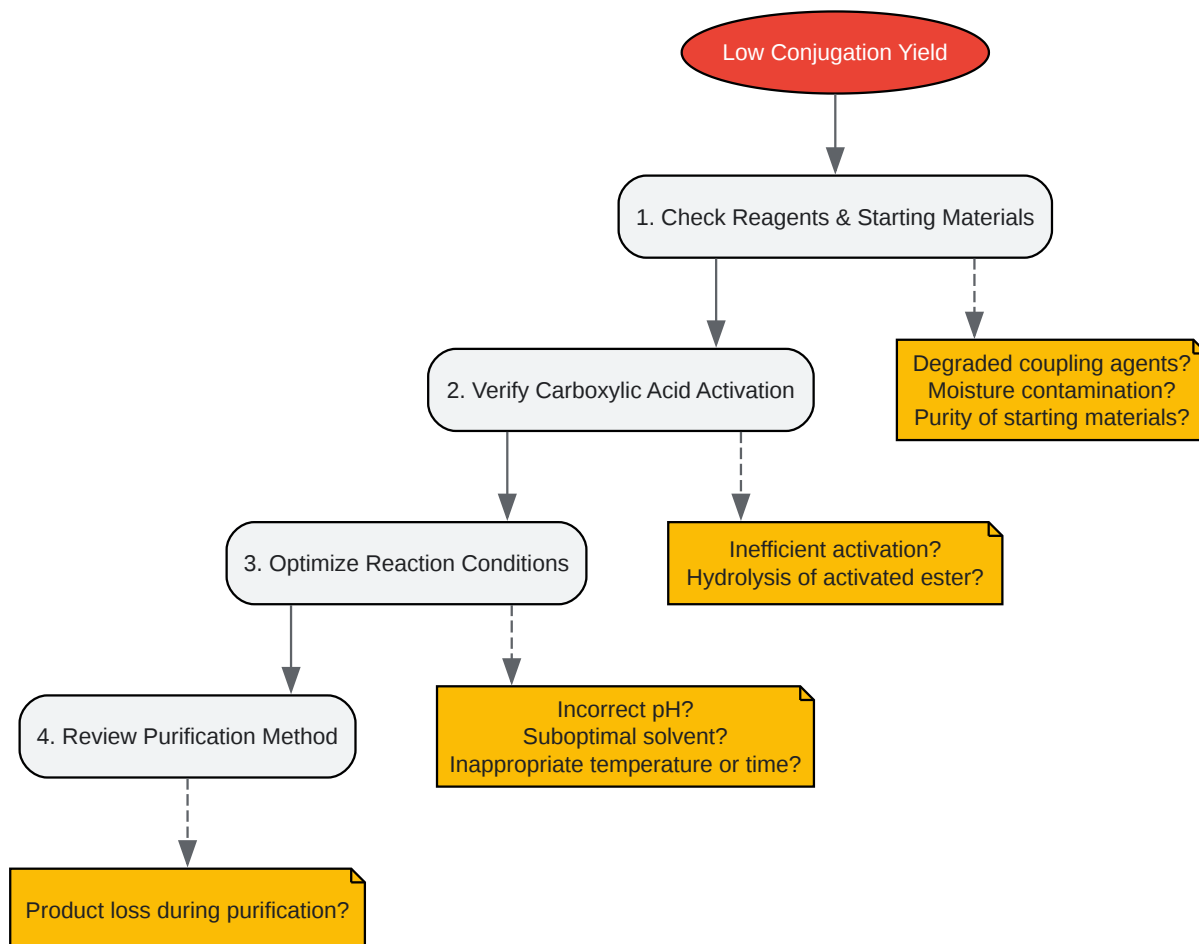 Low Conjugation Yield
1. Check Reagents & Starting Materials
Degraded coupling agents?
Moisture contamination?
Purity of starting materials?
2. Verify Carboxylic Acid Activation
Inefficient activation?
Hydrolysis of activated ester?
3. Optimize Reaction Conditions
Incorrect pH?
Suboptimal solvent?
Inappropriate temperature or time?
4. Review Purification Method
Product loss during purification?